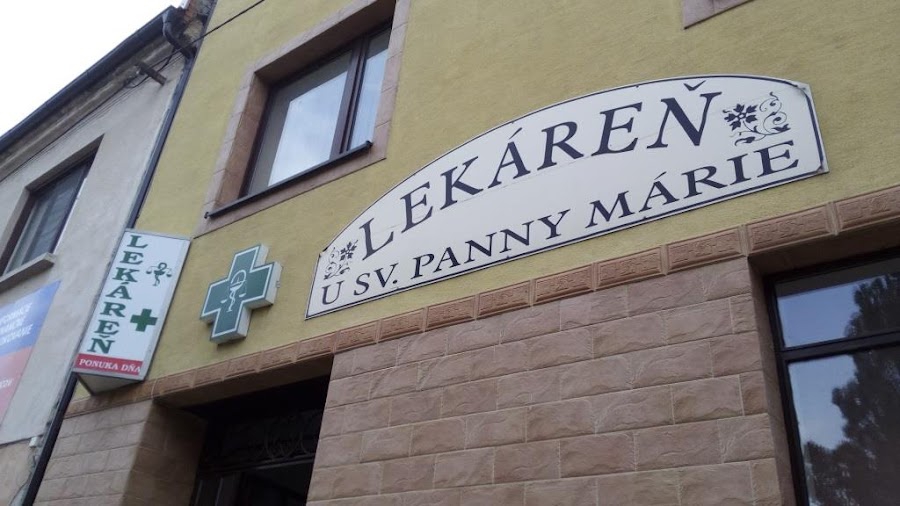 LEKÁREŇ
U SV. PANNY MÁRIE
LEKÁREŇ
PONUKA DŇA